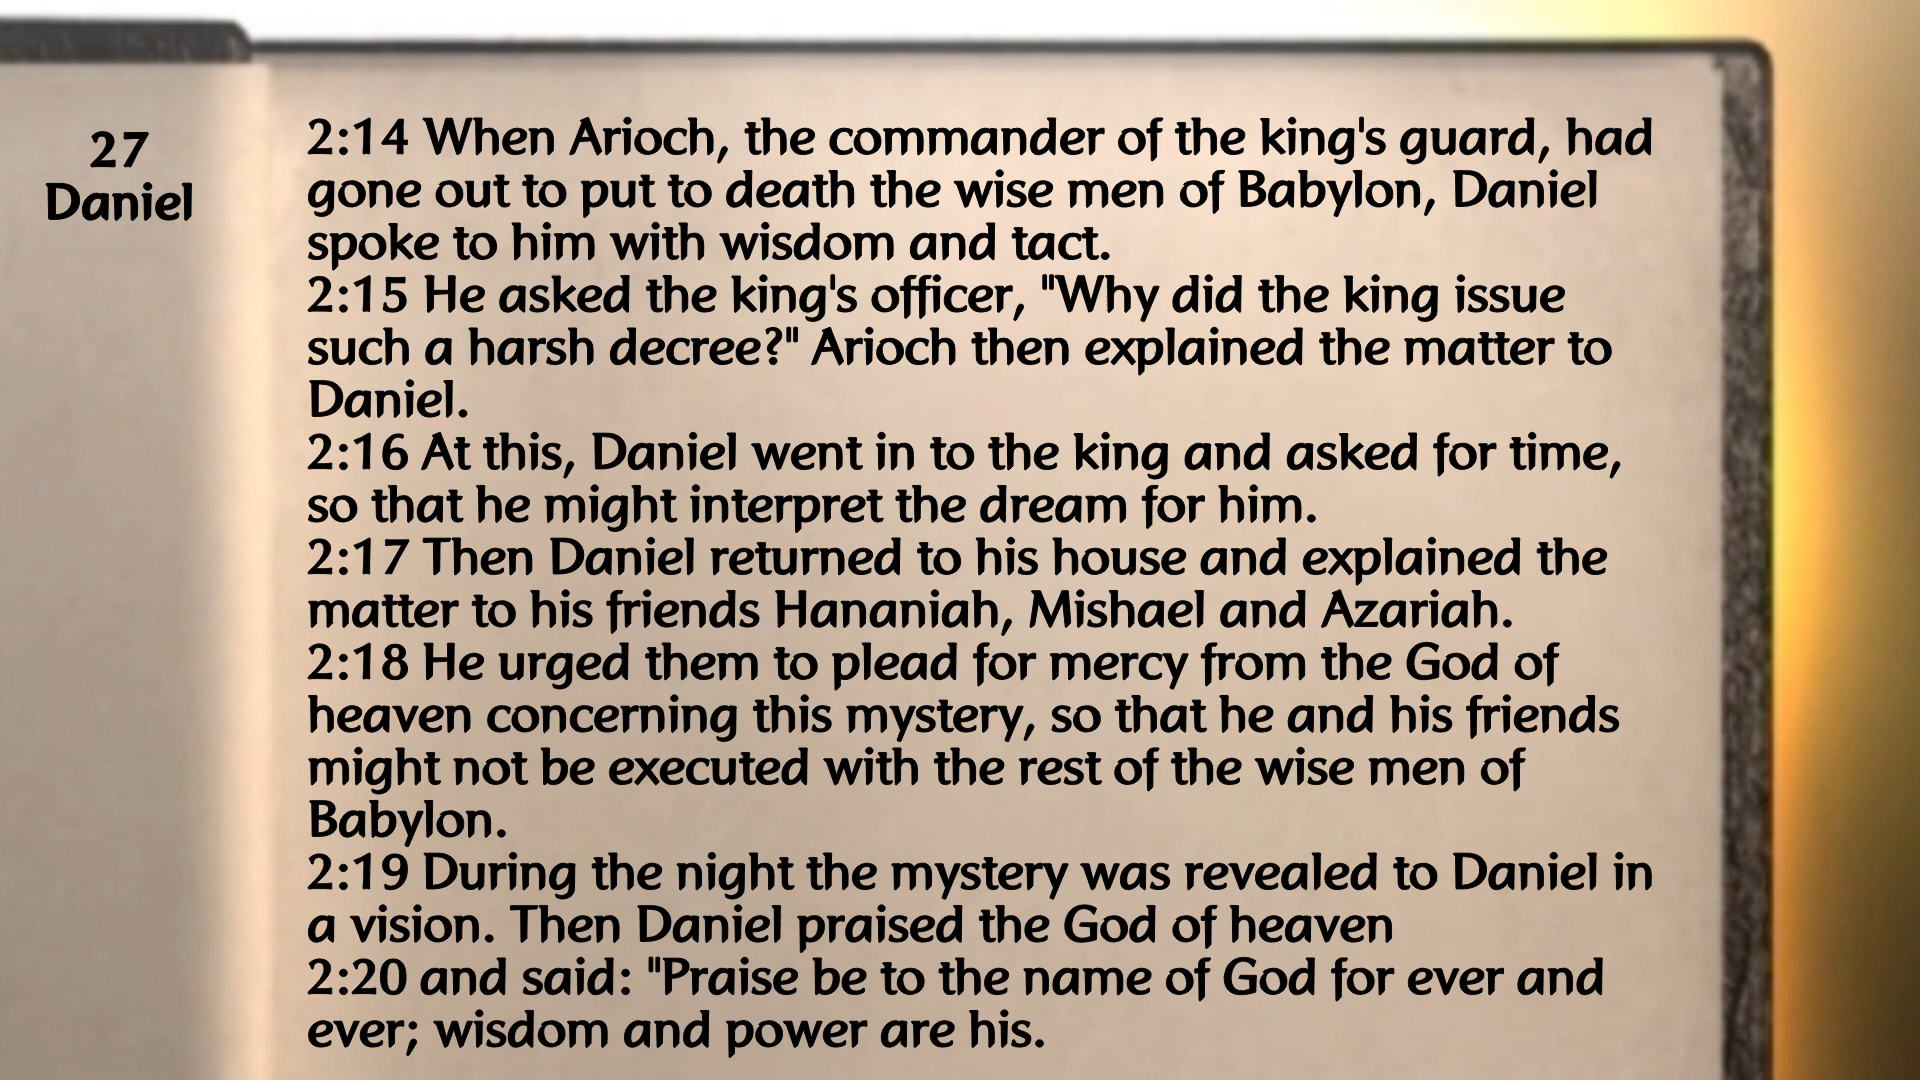 27
Daniel
2:14 When Arioch, the commander of the king's guard, had
gone out to put to death the wise men of Babylon, Daniel
spoke to him with wisdom and tact.
2:15 He asked the king's officer, "Why did the king issue
such a harsh decree?" Arioch then explained the matter to
Daniel.
2:16 At this, Daniel went in to the king and asked for time,
so that he might interpret the dream for him.
2:17 Then Daniel returned to his house and explained the
matter to his friends Hananiah, Mishael and Azariah.
2:18 He urged them to plead for mercy from the God of
heaven concerning this mystery, so that he and his friends
might not be executed with the rest of the wise men of
Babylon.
2:19 During the night the mystery was revealed to Daniel in
a vision. Then Daniel praised the God of heaven
2:20 and said: "Praise be to the name of God for ever and
ever; wisdom and power are his.